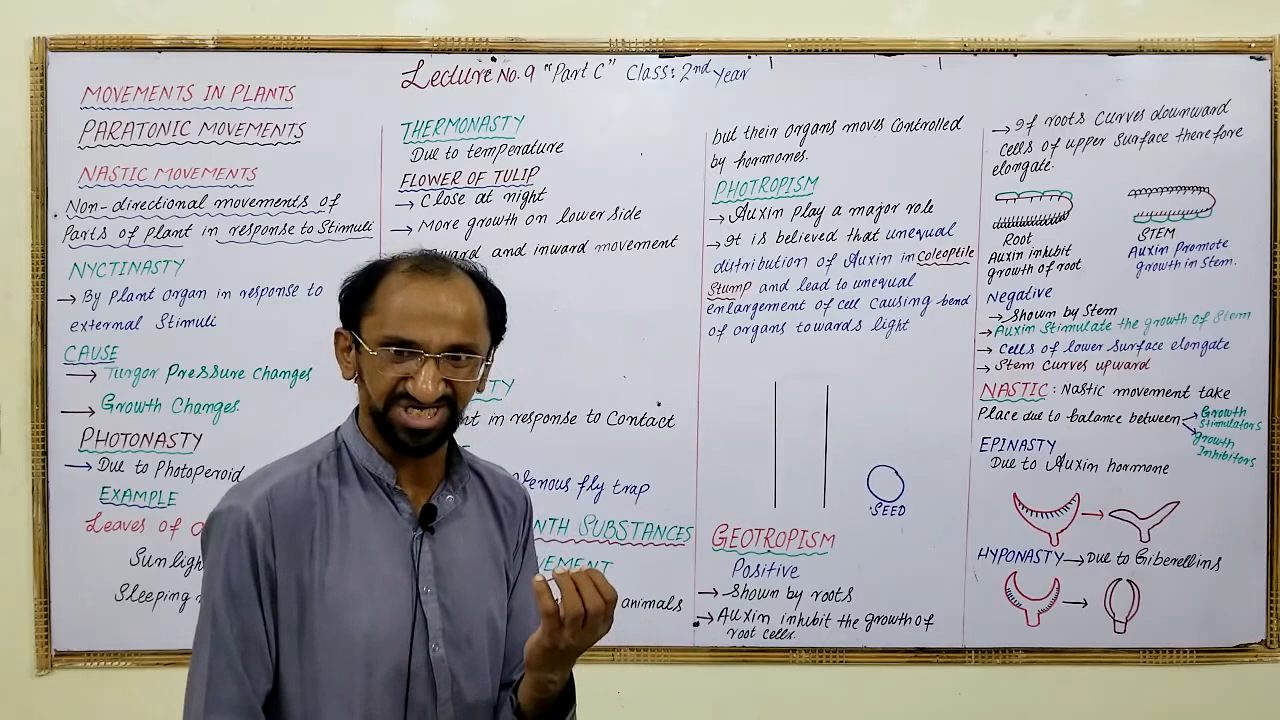 Lecture No. 9 "Part C" Class: 2nd Year
MOVEMENTS IN PLANTS
PARATONIC MOVEMENTS
NASTIC MOVEMENTS
Non-directional movements of
Parts of plant in response to Stimuli
NYCTINASTY
→ By plant organ in response to
external Stimuli
CAUSE
→ Turgor Pressure changes
→ Growth Changes.
PHOTONASTY
→ Due to Photoperoid
EXAMPLE
Leaves of
Sunligh
Sleeping
THERMONASTY
Due to temperature
FLOWER OF TULIP
→ Close at night
→ More growth on lower side
and inward movement
TY
in response to Contact
Venous fly trap
SUBSTANCES
VEMENT
animals
but their organs moves controlled
by hormones.
PHOTROPISM
→ Auxin play a major role
→ It is believed that unequal
distribution of Auxin in Coleoptile
Stump and lead to unequal
enlargement of cell causing bend
of organs towards light
SEED
GEOTROPISM
Positive
→ Shown by roots
→ Auxin inhibit the growth of
root cells.
→ If roots curves downward
cells of upper surface therefore
elongate.
ROOT
Auxin inhibit
growth of root
STEM
Auxin Promote
growth in stem.
Negative
→ Shown by Stem
→ Auxin Stimulate the growth of Stem
→ cells of lower surface elongate
→ Stem curves upward
NASTIC: Nastic movement take
Place due to balance between → Growth Stimulators
→ growth Inhibitors
EPINASTY
Due to Auxin hormone
HYPONASTY → Due to Giberellins